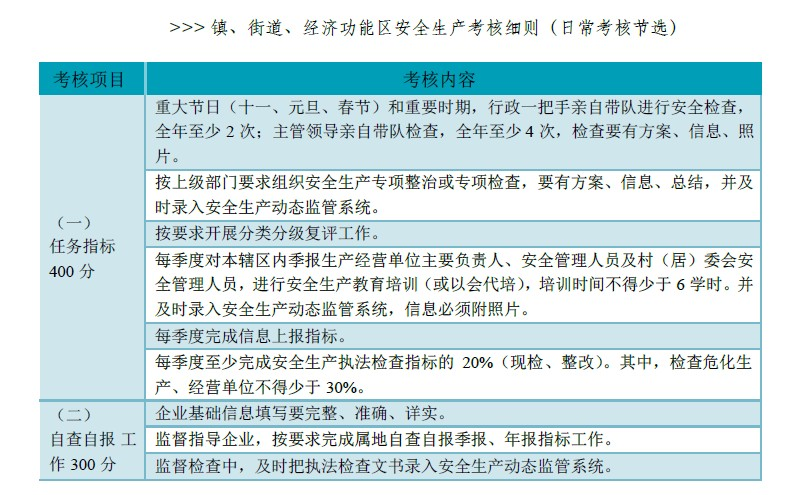 >>> 镇、街道、经济功能区安全生产考核细则（日常考核节选）
考核项目
考核内容
（一）
任务指标
400 分
重大节日（十一、元旦、春节）和重要时期，行政一把手亲自带队进行安全检查，
全年至少 2 次；主管领导亲自带队检查，全年至少 4 次，检查要有方案、信息、照
片。
按上级部门要求组织安全生产专项整治或专项检查，要有方案、信息、总结，并及
时录入安全生产动态监管系统。
按要求开展分类分级复评工作。
每季度对本辖区内季报生产经营单位主要负责人、安全管理人员及村（居）委会安
全管理人员，进行安全生产教育培训（或以会代培），培训时间不得少于 6 学时。并
及时录入安全生产动态监管系统，信息必须附照片。
每季度完成信息上报指标。
每季度至少完成安全生产执法检查指标的 20%（现检、整改）。其中，检查危化生
产、经营单位不得少于 30%。
（二）
自查自报 工
作 300 分
企业基础信息填写要完整、准确、详实。
监督指导企业，按要求完成属地自查自报季报、年报指标工作。
监督检查中，及时把执法检查文书录入安全生产动态监管系统。